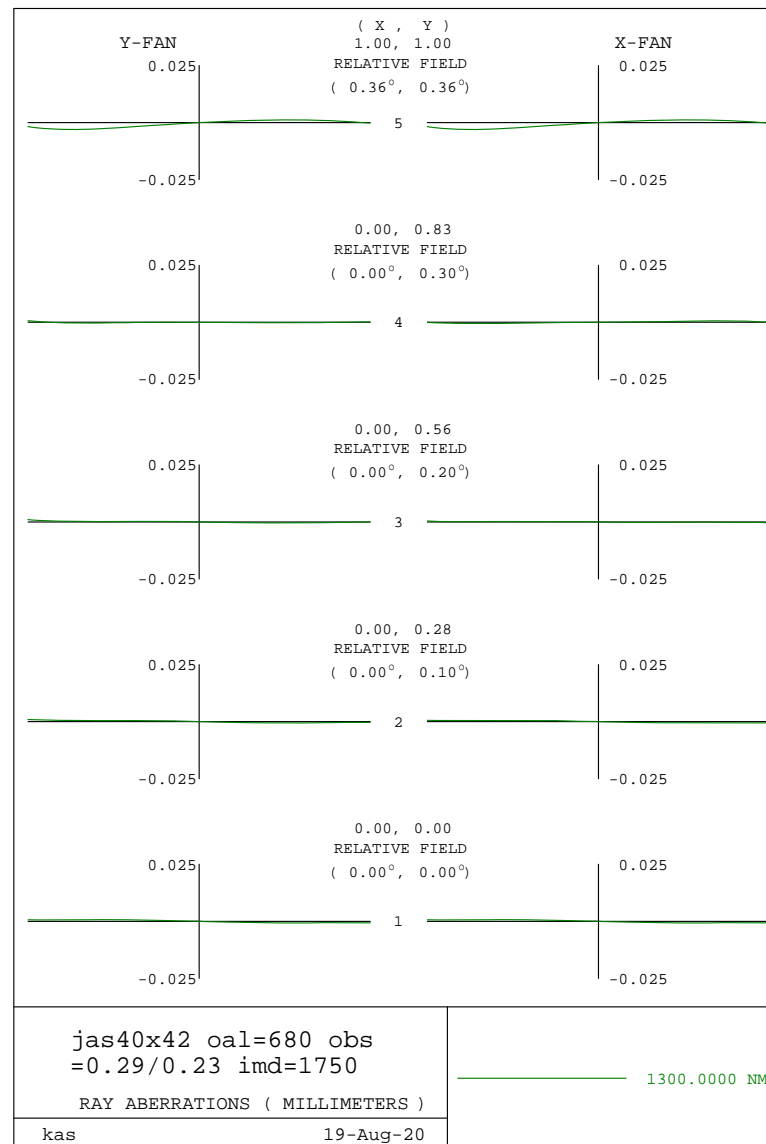 ( X , Y )
Y-FAN 1.00, 1.00 X-FAN
RELATIVE FIELD
0.025 ( 0.36°, 0.36°) 0.025
5
-0.025 -0.025
0.00, 0.83
RELATIVE FIELD
0.025 ( 0.00°, 0.30°) 0.025
4
-0.025 -0.025
0.00, 0.56
RELATIVE FIELD
0.025 ( 0.00°, 0.20°) 0.025
3
-0.025 -0.025
0.00, 0.28
RELATIVE FIELD
0.025 ( 0.00°, 0.10°) 0.025
2
-0.025 -0.025
0.00, 0.00
RELATIVE FIELD
0.025 ( 0.00°, 0.00°) 0.025
1
-0.025 -0.025
jas40x42 oal=680 obs
=0.29/0.23 imd=1750
RAY ABERRATIONS ( MILLIMETERS )
kas 19-Aug-20
1300.0000 NM